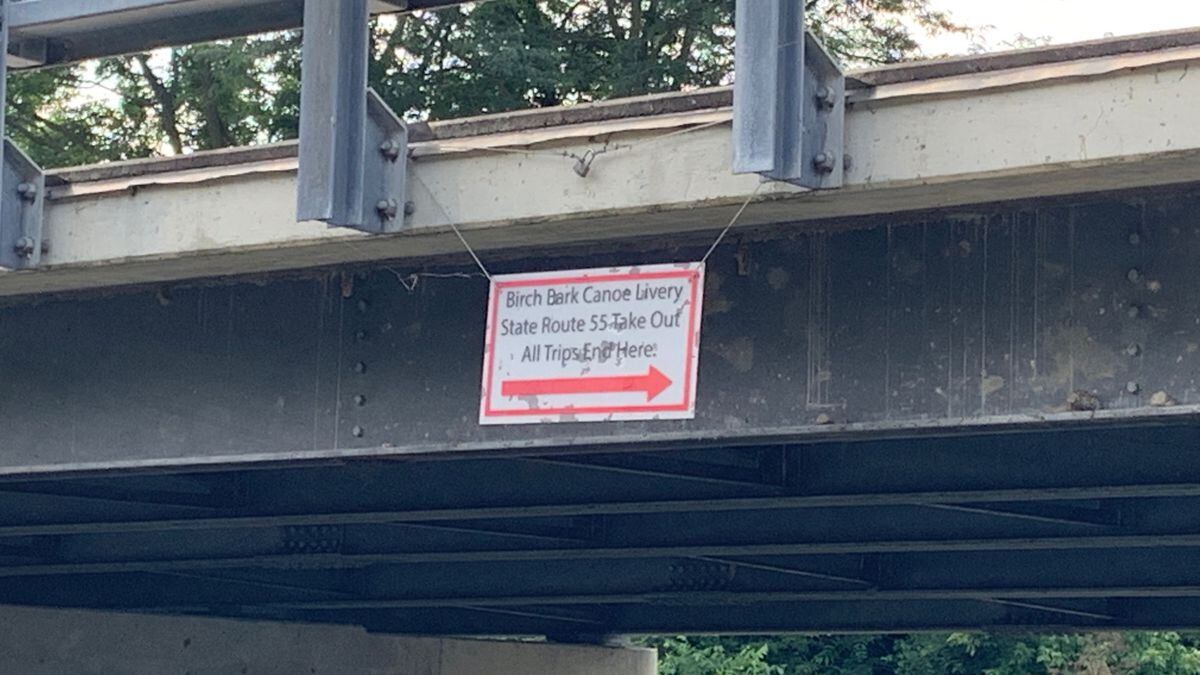 Birch Bark Canoe Livery
State Route 55 Take Out
All Trips End Here.